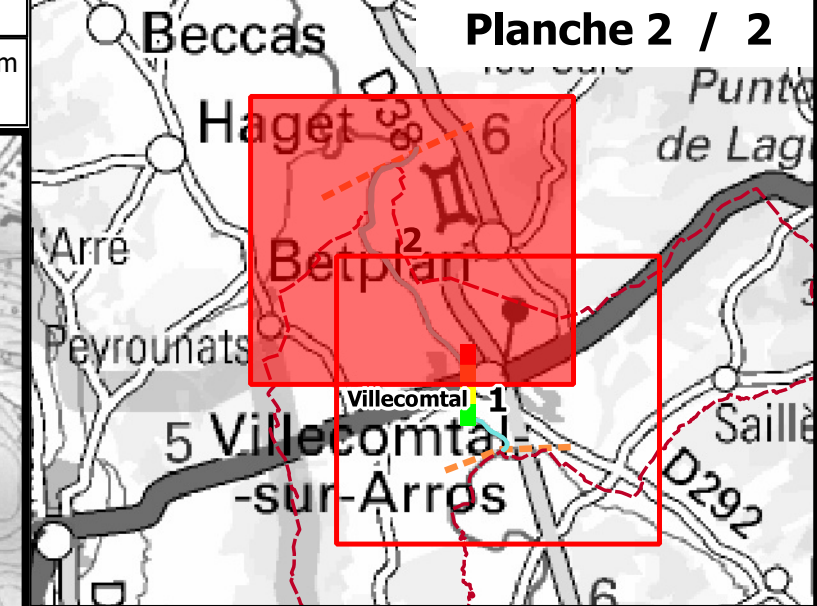 Planche 2 / 2
m
Beccas
D38
Punto
de Lag
Haget
6
2
'Arre
Betplan
Peyrounats
Villecomtal
1
5
Villecomtal-
-sur-Arros
Saillè
D292
D
6